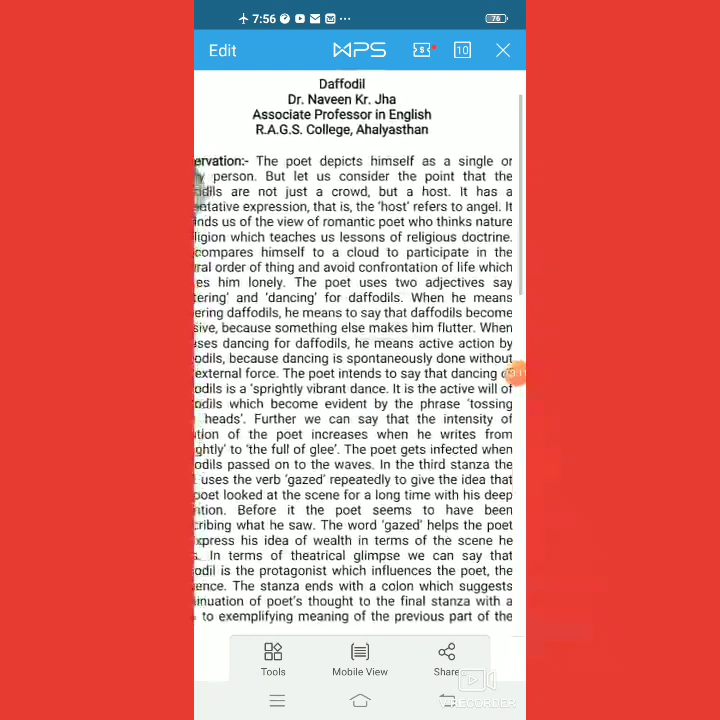 7:56
76
Edit
WPS
10
Daffodil
Dr. Naveen Kr. Jha
Associate Professor in English
R.A.G.S. College, Ahalyasthan
ervation:- The poet depicts himself as a single or
person. But let us consider the point that the
dils are not just a crowd, but a host. It has a
entative expression, that is, the 'host' refers to angel. It
nds us of the view of romantic poet who thinks nature
ligion which teaches us lessons of religious doctrine.
compares himself to a cloud to participate in the
ral order of thing and avoid confrontation of life which
es him lonely. The poet uses two adjectives say
tering' and 'dancing' for daffodils. When he means
ering daffodils, he means to say that daffodils become
sive, because something else makes him flutter. When
ses dancing for daffodils, he means active action by
odils, because dancing is spontaneously done without
external force. The poet intends to say that dancing
odils is a 'sprightly vibrant dance. It is the active will of
dils which become evident by the phrase 'tossing
heads'. Further we can say that the intensity of
tion of the poet increases when he writes from
ghtly' to 'the full of glee'. The poet gets infected when
odils passed on to the waves. In the third stanza the
uses the verb 'gazed' repeatedly to give the idea that
poet looked at the scene for a long time with his deep
ntion. Before it the poet seems to have been
cribing what he saw. The word 'gazed' helps the poet
xpress his idea of wealth in terms of the scene he
In terms of theatrical glimpse we can say that
odil is the protagonist which influences the poet, the
ence. The stanza ends with a colon which suggests
inuation of poet's thought to the final stanza with a
to exemplifying meaning of the previous part of the
Tools
Mobile View
Share
V RECORDER